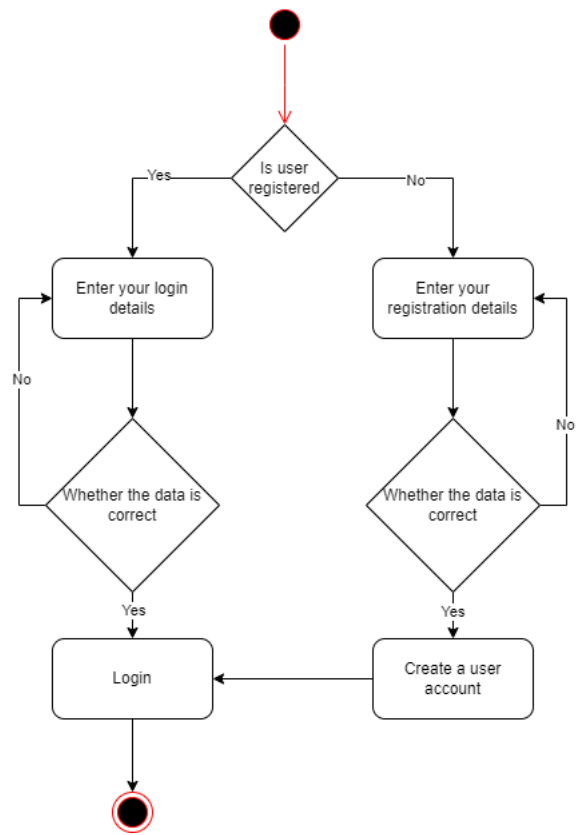 Is user
registered
Yes
No
Enter your login
details
Enter your
registration details
No
No
Whether the data is
correct
Whether the data is
correct
Yes
Yes
Login
Create a user
account